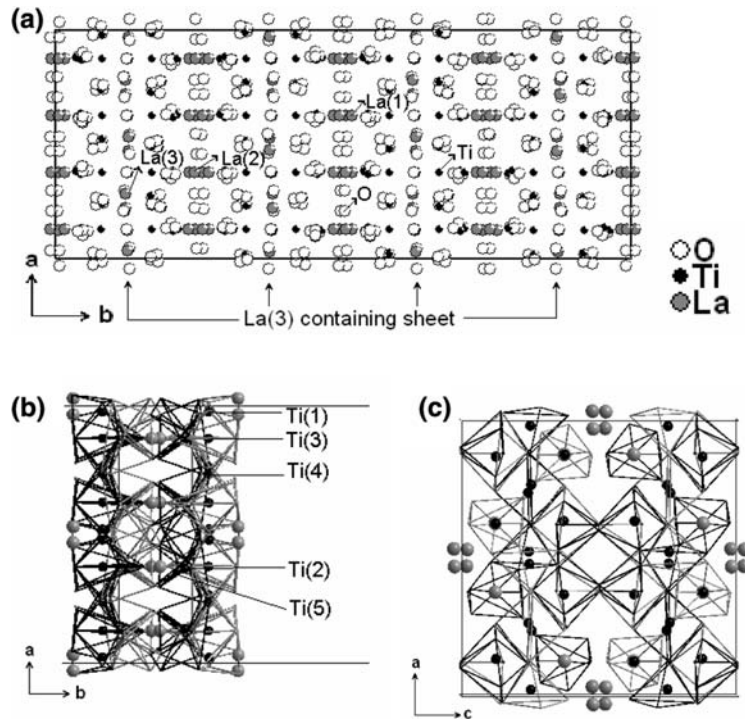 (a)
La(1)
La(3)
La(2)
Ti
O
a
b
La(3) containing sheet
O
Ti
La
(b)
Ti(1)
Ti(3)
Ti(4)
Ti(2)
Ti(5)
a
b
(c)
a
c